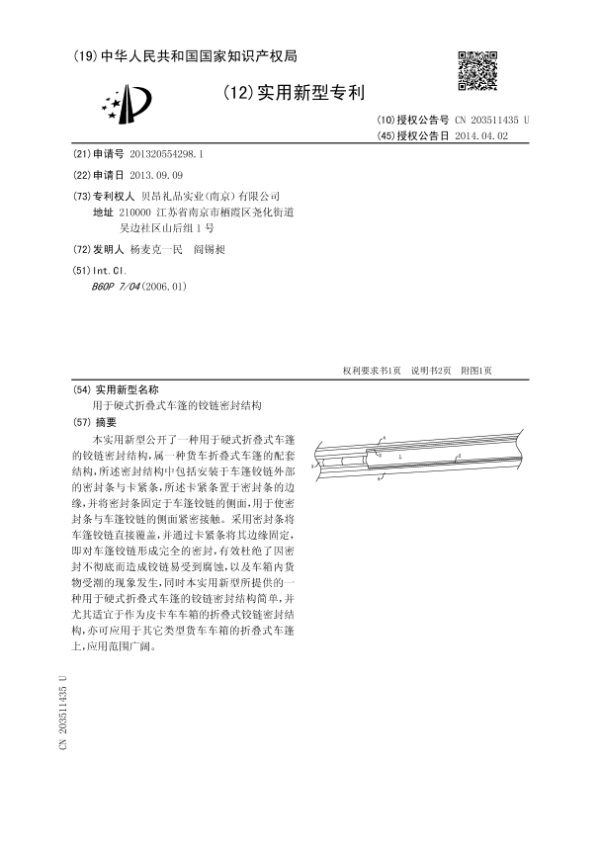 (19)中华人民共和国国家知识产权局
(12)实用新型专利
(10)授权公告号 CN 203511435 U
(45)授权公告日 2014.04.02
(21)申请号 201320554298.1
(22)申请日 2013.09.09
(73)专利权人 贝昂礼品实业(南京)有限公司
地址 210000 江苏省南京市栖霞区尧化街道
吴边社区山后组1号
(72)发明人 杨麦克一民 阎锡昶
(51)Int.Cl.
B60P 7/04(2006.01)
权利要求书1页 说明书2页 附图1页
(54)实用新型名称
用于硬式折叠式车篷的铰链密封结构
(57)摘要
本实用新型公开了一种用于硬式折叠式车篷
的铰链密封结构,属一种货车折叠式车篷的配套
结构,所述密封结构中包括安装于车篷铰链外部
的密封条与卡紧条,所述卡紧条置于密封条的边
缘,并将密封条固定于车篷铰链的侧面,用于使密
封条与车篷铰链的侧面紧密接触。采用密封条将
车篷铰链直接覆盖,并通过卡紧条将其边缘固定,
即对车篷铰链形成完全的密封,有效杜绝了因密
封不彻底而造成铰链易受到腐蚀,以及车箱内货
物受潮的现象发生,同时本实用新型所提供的一
种用于硬式折叠式车篷的铰链密封结构简单,并
尤其适宜于作为皮卡车车箱的折叠式铰链密封结
构,亦可应用于其它类型货车车箱的折叠式车篷
上,应用范围广阔。
CN 203511435 U